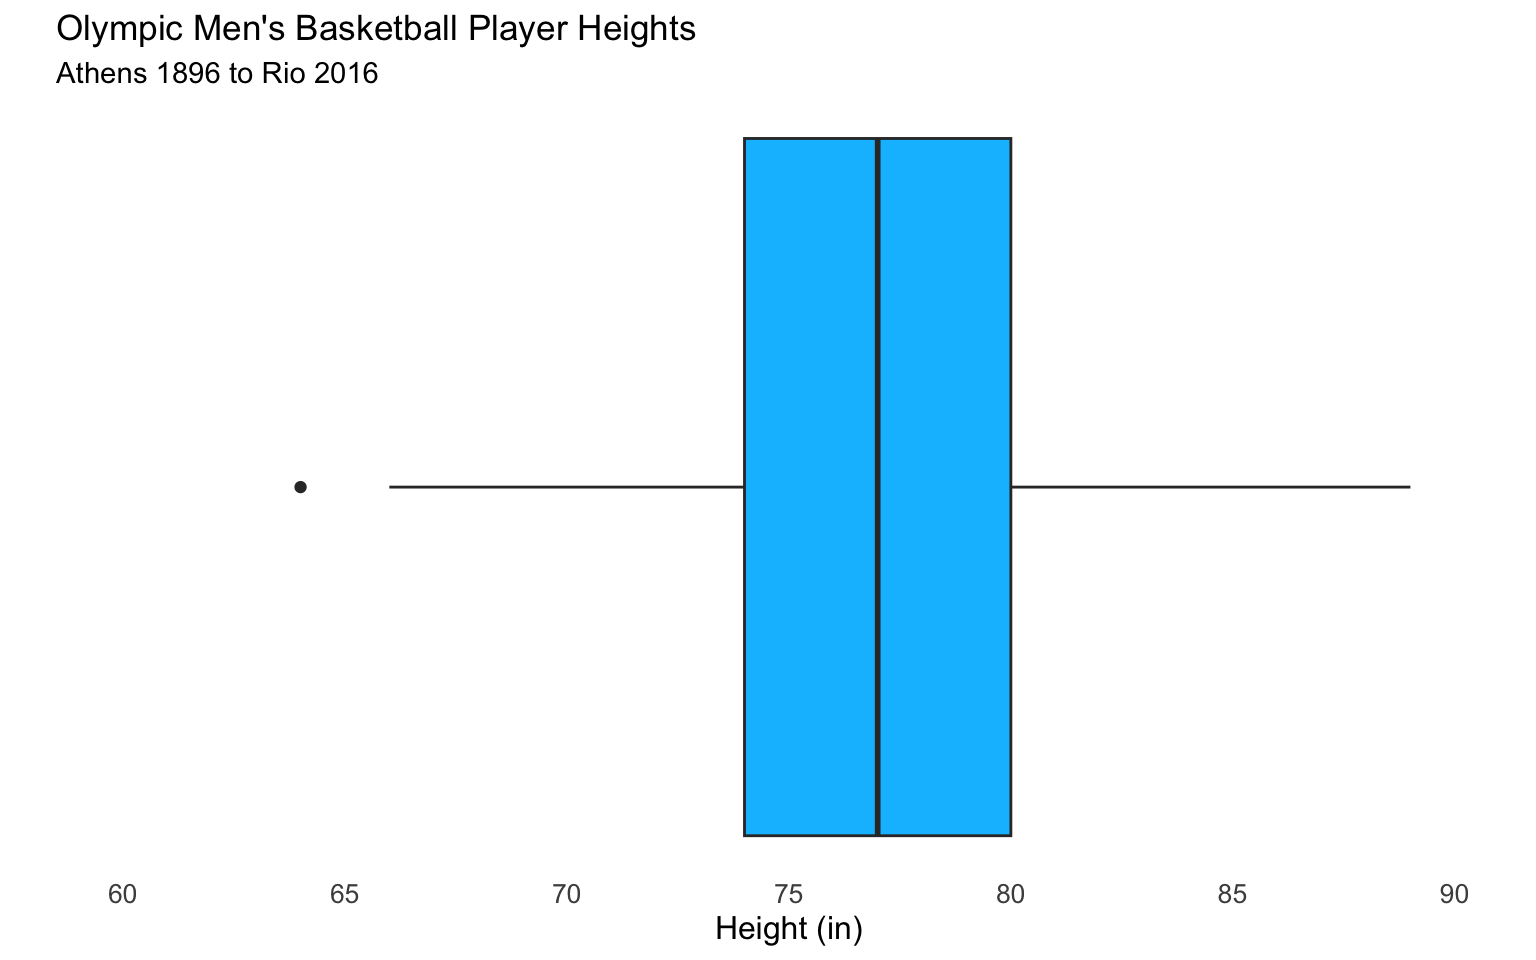 Olympic Men's Basketball Player Heights
Athens 1896 to Rio 2016
60 65 70 75 80 85 90
Height (in)